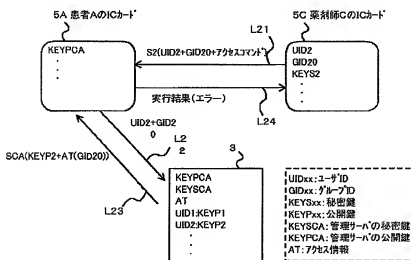 5A 患者AのICカード
5C 薬剤師CのICカード
L21
KEYPCA
S2(UID2+GID20+アクセスコマンド)
UID2
GID20
KEYS2
実行結果(エラー)
L24
UID2+GID2
0
L2
2
3
SCA(KEYP2+AT(GID20))
L23
KEYPCA
KEYSCA
AT
UID1:KEYP1
UID2:KEYP2
UIDxx:ユーザID
GIDxx:グループID
KEYSxx:秘密鍵
KEYPxx:公開鍵
KEYSCA:管理サーバの秘密鍵
KEYPCA:管理サーバの公開鍵
AT:アクセス情報